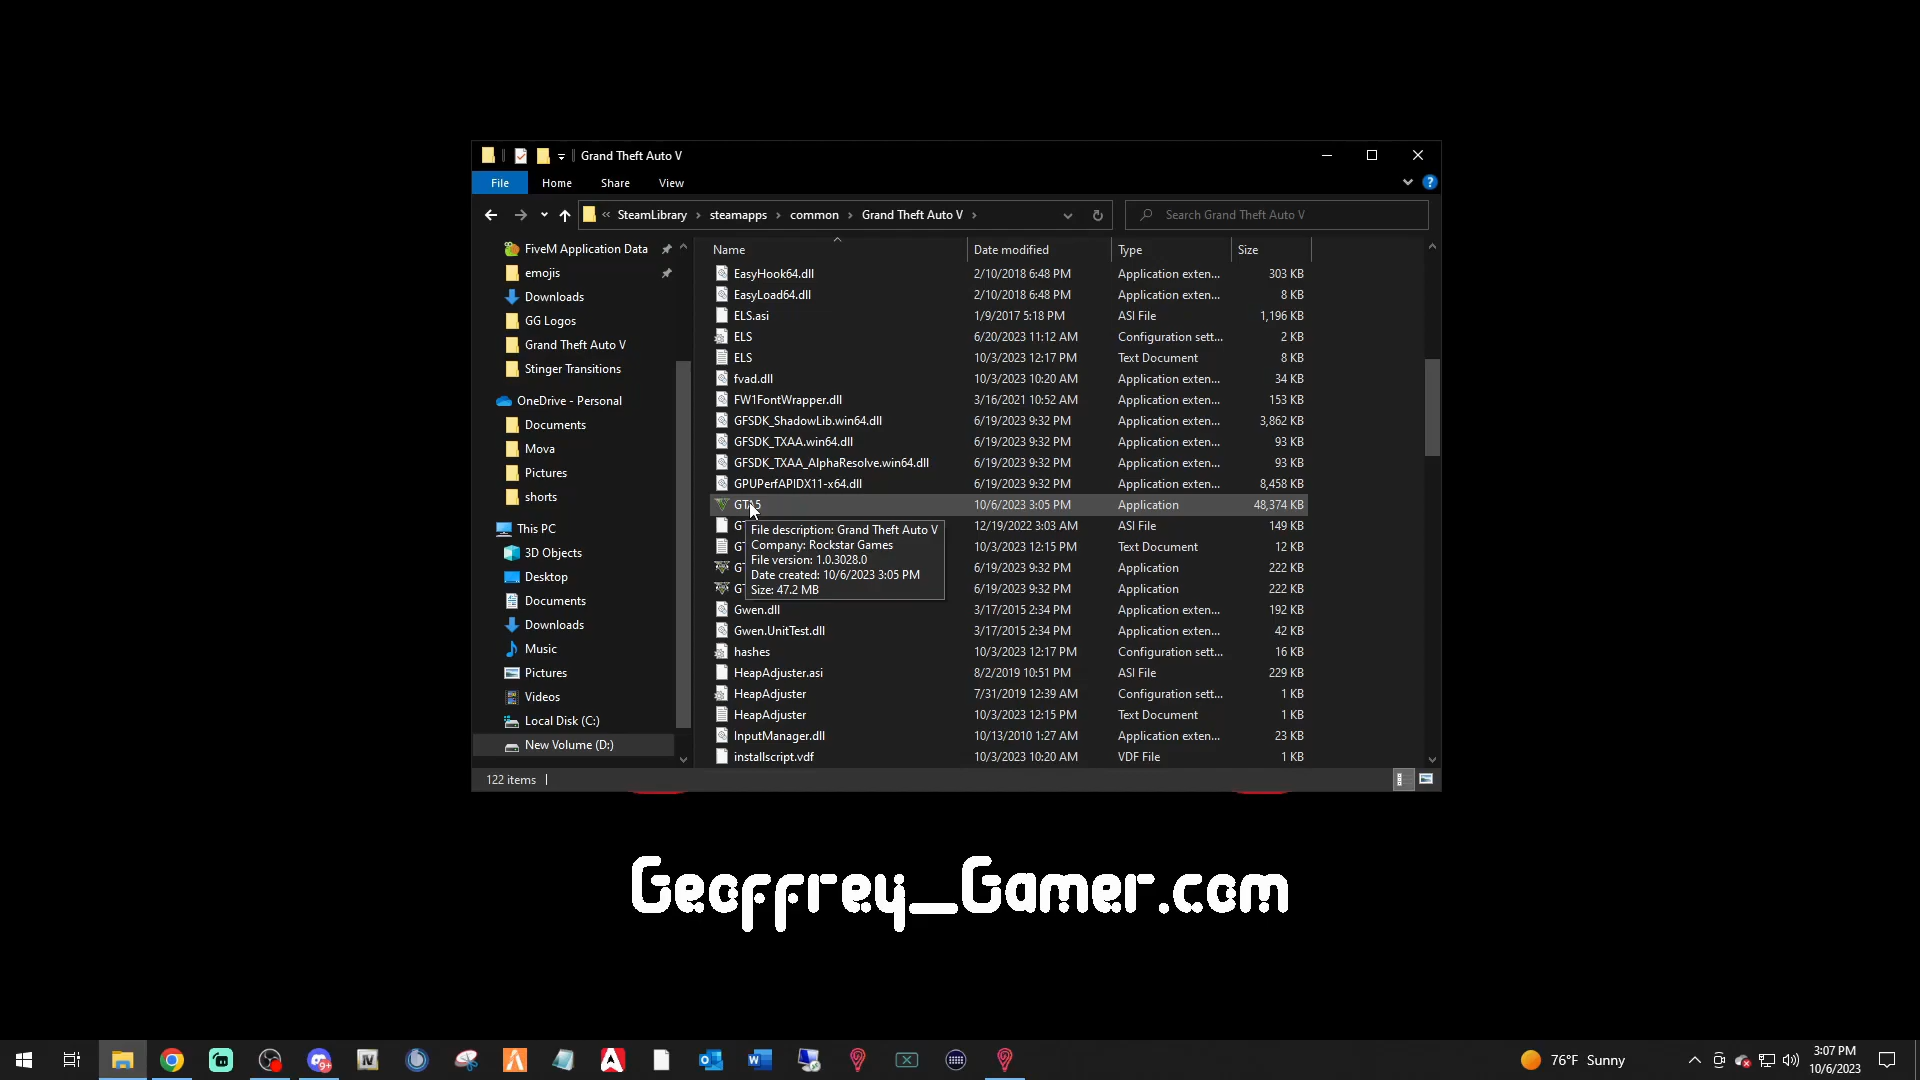 Grand Theft Auto V
File Home Share View
« SteamLibrary > steamapps > common > Grand Theft Auto V >
Search Grand Theft Auto V
FiveM Application Data
emojis
Downloads
GG Logos
Grand Theft Auto V
Stinger Transitions
OneDrive - Personal
Documents
Mova
Pictures
shorts
This PC
3D Objects
Desktop
Documents
Downloads
Music
Pictures
Videos
Local Disk (C:)
New Volume (D:)
Name Date modified Type Size
EasyHook64.dll 2/10/2018 6:48 PM Application exten... 303 KB
EasyLoad64.dll 2/10/2018 6:48 PM Application exten... 8 KB
ELS.asi 1/9/2017 5:18 PM ASI File 1,196 KB
ELS 6/20/2023 11:12 AM Configuration sett... 2 KB
ELS 10/3/2023 12:17 PM Text Document 8 KB
fvad.dll 10/3/2023 10:20 AM Application exten... 34 KB
FW1FontWrapper.dll 3/16/2021 10:52 AM Application exten... 153 KB
GFSDK_ShadowLib.win64.dll 6/19/2023 9:32 PM Application exten... 3,862 KB
GFSDK_TXAA.win64.dll 6/19/2023 9:32 PM Application exten... 93 KB
GFSDK_TXAA_AlphaResolve.win64.dll 6/19/2023 9:32 PM Application exten... 93 KB
GPUPerfAPIDX11-x64.dll 6/19/2023 9:32 PM Application exten... 8,458 KB
GTA5 10/6/2023 3:05 PM Application 48,374 KB
12/19/2022 3:03 AM ASI File 149 KB
10/3/2023 12:15 PM Text Document 12 KB
6/19/2023 9:32 PM Application 222 KB
6/19/2023 9:32 PM Application 222 KB
File description: Grand Theft Auto V
Company: Rockstar Games
File version: 1.0.3028.0
Date created: 10/6/2023 3:05 PM
Size: 47.2 MB
Gwen.dll 3/17/2015 2:34 PM Application exten... 192 KB
Gwen.UnitTest.dll 3/17/2015 2:34 PM Application exten... 42 KB
hashes 10/3/2023 12:17 PM Configuration sett... 16 KB
HeapAdjuster.asi 8/2/2019 10:51 PM ASI File 229 KB
HeapAdjuster 7/31/2019 12:39 AM Configuration sett... 1 KB
HeapAdjuster 10/3/2023 12:15 PM Text Document 1 KB
InputManager.dll 10/13/2010 1:27 AM Application exten... 23 KB
installscript.vdf 10/3/2023 10:20 AM VDF File 1 KB
122 items
Geoffrey_Gamer.com
76°F Sunny
3:07 PM
10/6/2023